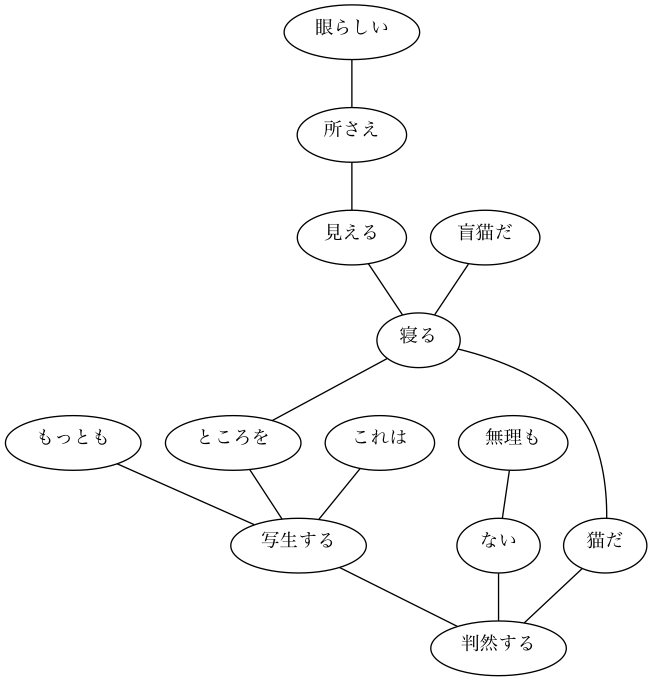 眼らしい
所さえ
見える
盲猫だ
寝る
もっとも
ところを
これは
無理も
写生する
ない
猫だ
判然する